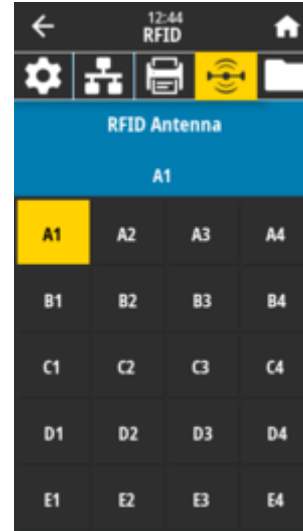 12:44
RFID
RFID Antenna
A1
A1 A2 A3 A4
B1 B2 B3 B4
C1 C2 C3 C4
D1 D2 D3 D4
E1 E2 E3 E4